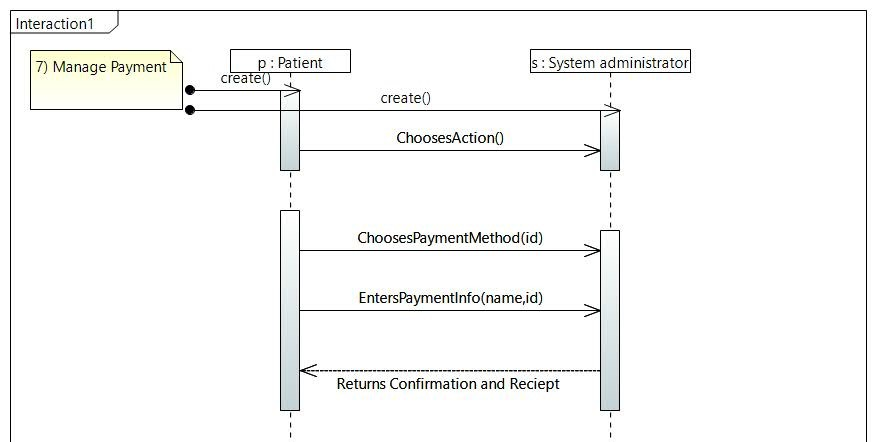 Interaction1
7) Manage Payment
p : Patient
s : System administrator
create()
create()
ChoosesAction()
ChoosesPaymentMethod(id)
EntersPaymentInfo(name,id)
Returns Confirmation and Reciept